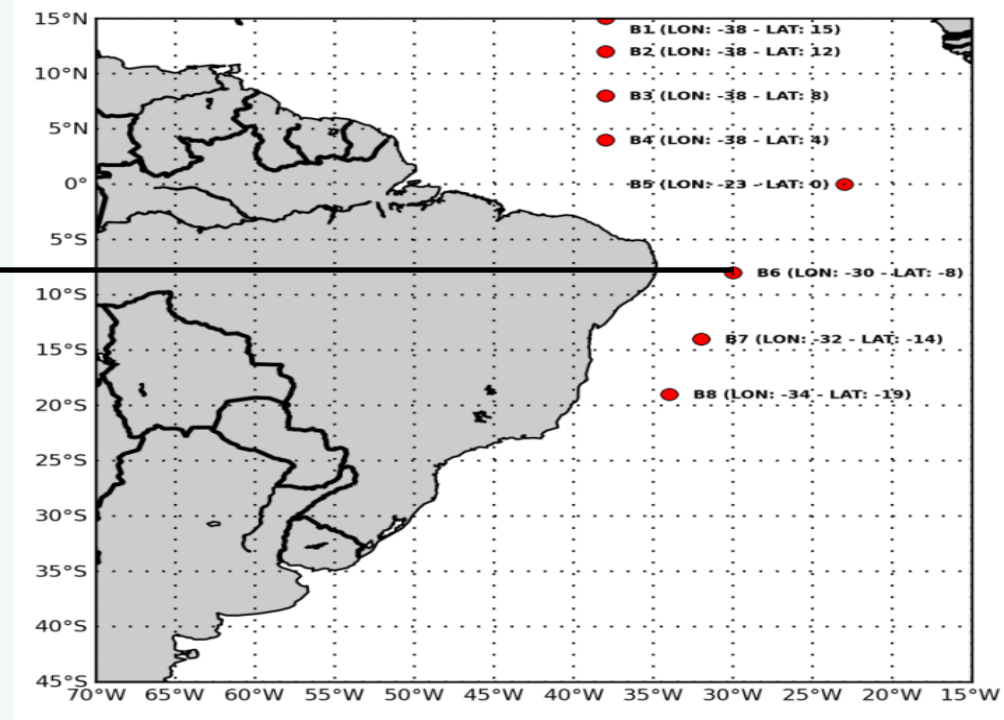 15°N
B1 (LON: -38 - LAT: 15)
B2 (LON: -38 - LAT: 12)
10°N
B3 (LON: -38 - LAT: 8)
5°N
B4 (LON: -38 - LAT: 4)
0°
B5 (LON: -23 - LAT: 0)
5°S
B6 (LON: -30 - LAT: -8)
10°S
B7 (LON: -32 - LAT: -14)
15°S
B8 (LON: -34 - LAT: -19)
20°S
25°S
30°S
35°S
40°S
45°S
70°W 65°W 60°W 55°W 50°W 45°W 40°W 35°W 30°W 25°W 20°W 15°W